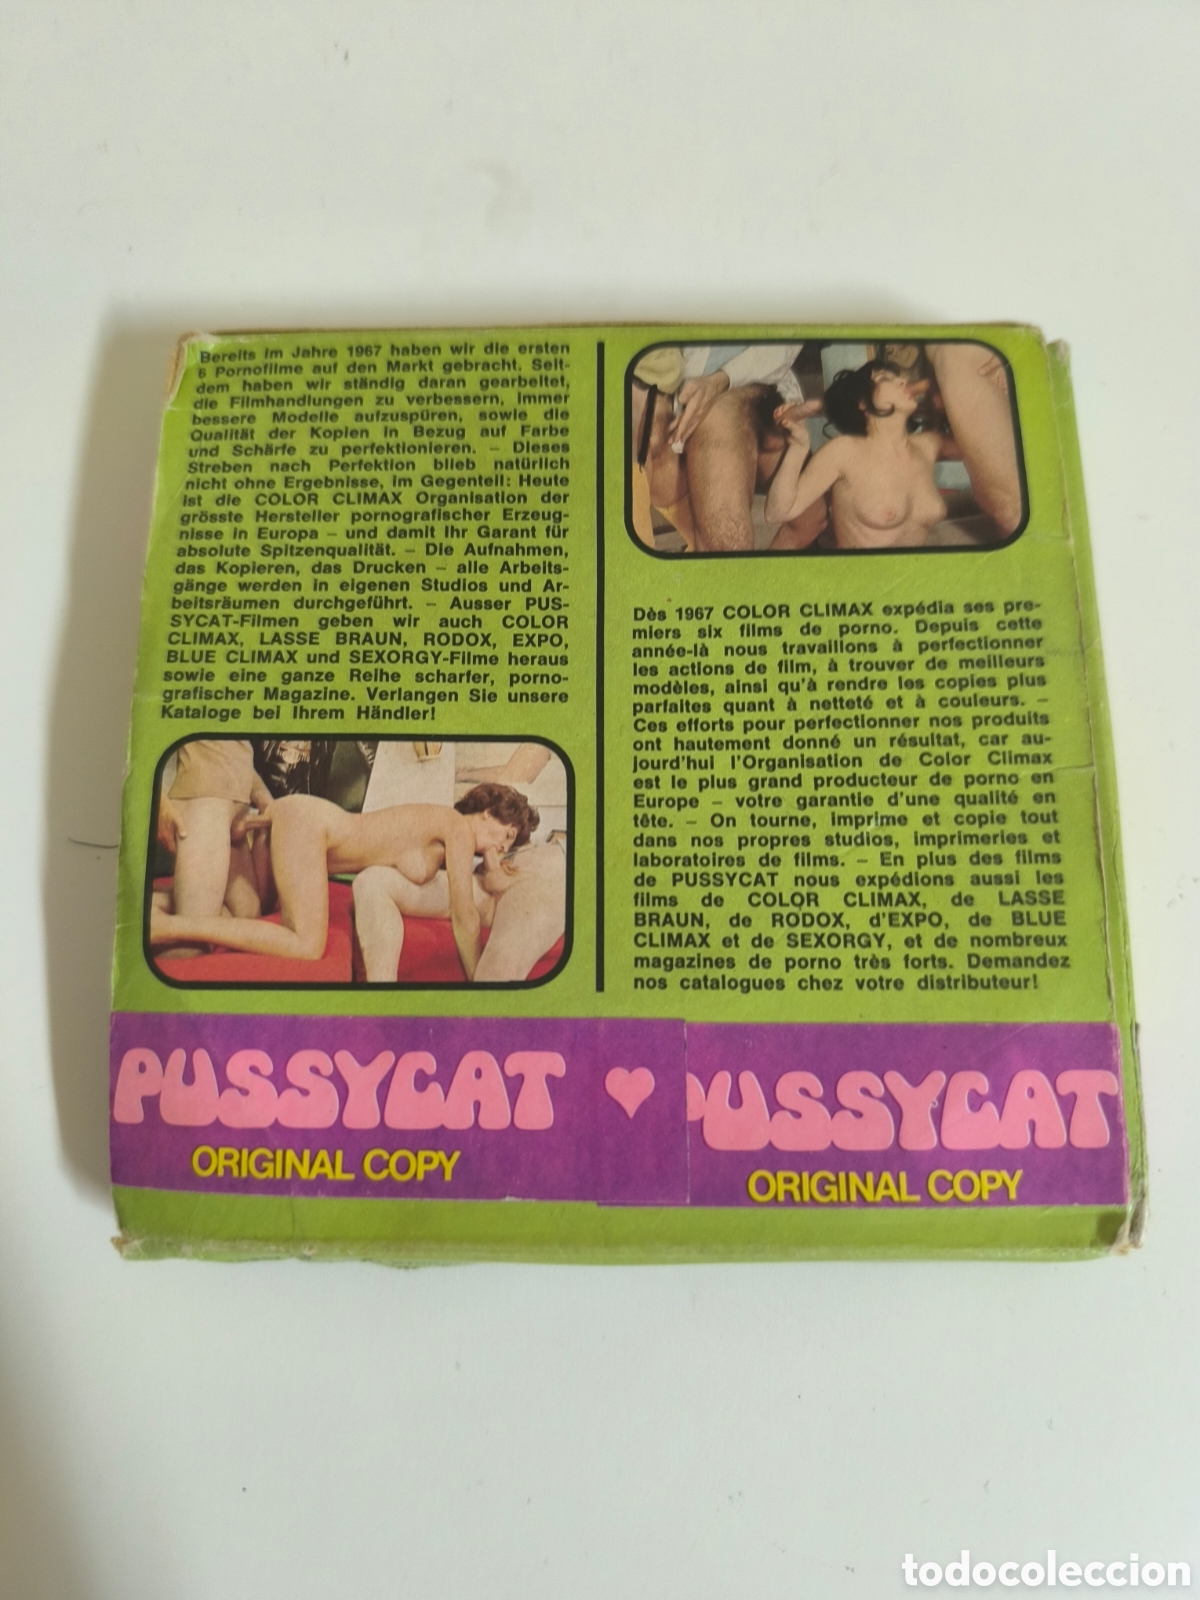 Bereits im Jahre 1967 haben wir die ersten
6 Pornofilme auf den Markt gebracht. Seit-
dem haben wir ständig daran gearbeitet,
die Filmhandlungen zu verbessern, immer
bessere Modelle aufzuspüren, sowie die
Qualität der Kopien in Bezug auf Farbe
und Schärfe zu perfektionieren. – Dieses
Streben nach Perfektion blieb natürlich
nicht ohne Ergebnisse, im Gegenteil: Heute
ist die COLOR CLIMAX Organisation der
grösste Hersteller pornografischer Erzeug-
nisse in Europa – und damit Ihr Garant für
absolute Spitzenqualität. – Die Aufnahmen,
das Kopieren, das Drucken – alle Arbeits-
gänge werden in eigenen Studios und Ar-
beitsräumen durchgeführt. – Ausser PUS-
SYCAT-Filmen geben wir auch COLOR
CLIMAX, LASSE BRAUN, RODOX, EXPO,
BLUE CLIMAX und SEXORGY-Filme heraus
sowie eine ganze Reihe scharfer, porno-
grafischer Magazine. Verlangen Sie unsere
Kataloge bei Ihrem Händler!
Dès 1967 COLOR CLIMAX expédia ses pre-
miers six films de porno. Depuis cette
année-là nous travaillons à perfectionner
les actions de film, à trouver de meilleurs
modèles, ainsi qu'à rendre les copies plus
parfaites quant à netteté et à couleurs. –
Ces efforts pour perfectionner nos produits
ont hautement donné un résultat, car au-
jourd'hui l'Organisation de Color Climax
est le plus grand producteur de porno en
Europe – votre garantie d'une qualité en
tête. – On tourne, imprime et copie tout
dans nos propres studios, imprimeries et
laboratoires de films. – En plus des films
de PUSSYCAT nous expédions aussi les
films de COLOR CLIMAX, de LASSE
BRAUN, de RODOX, d'EXPO, de BLUE
CLIMAX et de SEXORGY, et de nombreux
magazines de porno très forts. Demandez
nos catalogues chez votre distributeur!
PUSSYCAT
ORIGINAL COPY
PUSSYCAT
ORIGINAL COPY
todocoleccion